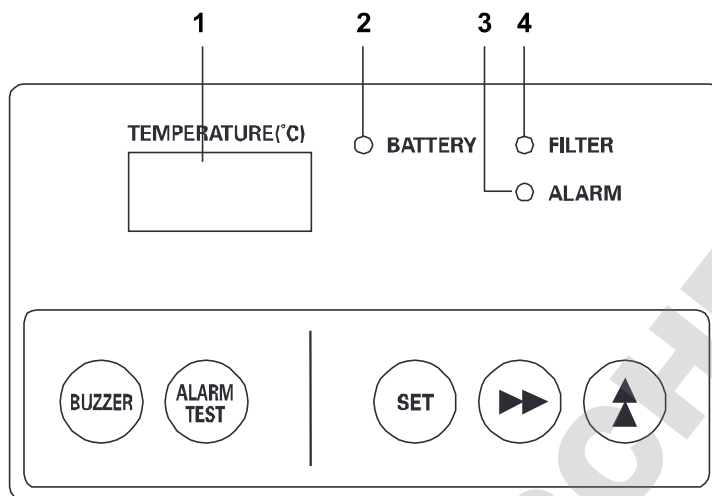 1 2 3 4
TEMPERATURE(°C)
BATTERY FILTER
ALARM
BUZZER ALARM TEST SET